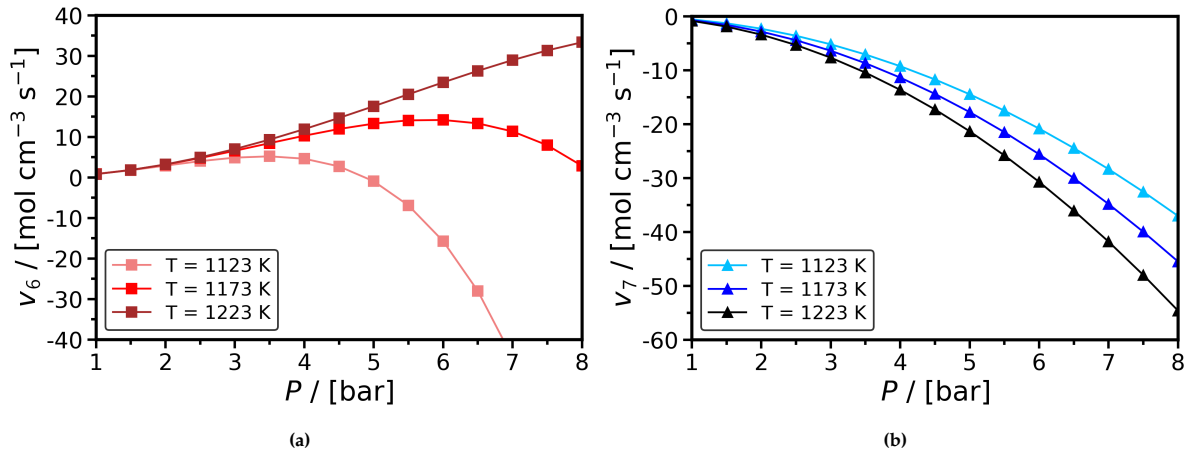 40
30
20
10
0
-10
-20
-30
-40
v₆ / [mol cm⁻³ s⁻¹]
T = 1123 K
T = 1173 K
T = 1223 K
1 2 3 4 5 6 7 8
P / [bar]
(a)
0
-10
-20
-30
-40
-50
-60
v₇ / [mol cm⁻³ s⁻¹]
T = 1123 K
T = 1173 K
T = 1223 K
1 2 3 4 5 6 7 8
P / [bar]
(b)